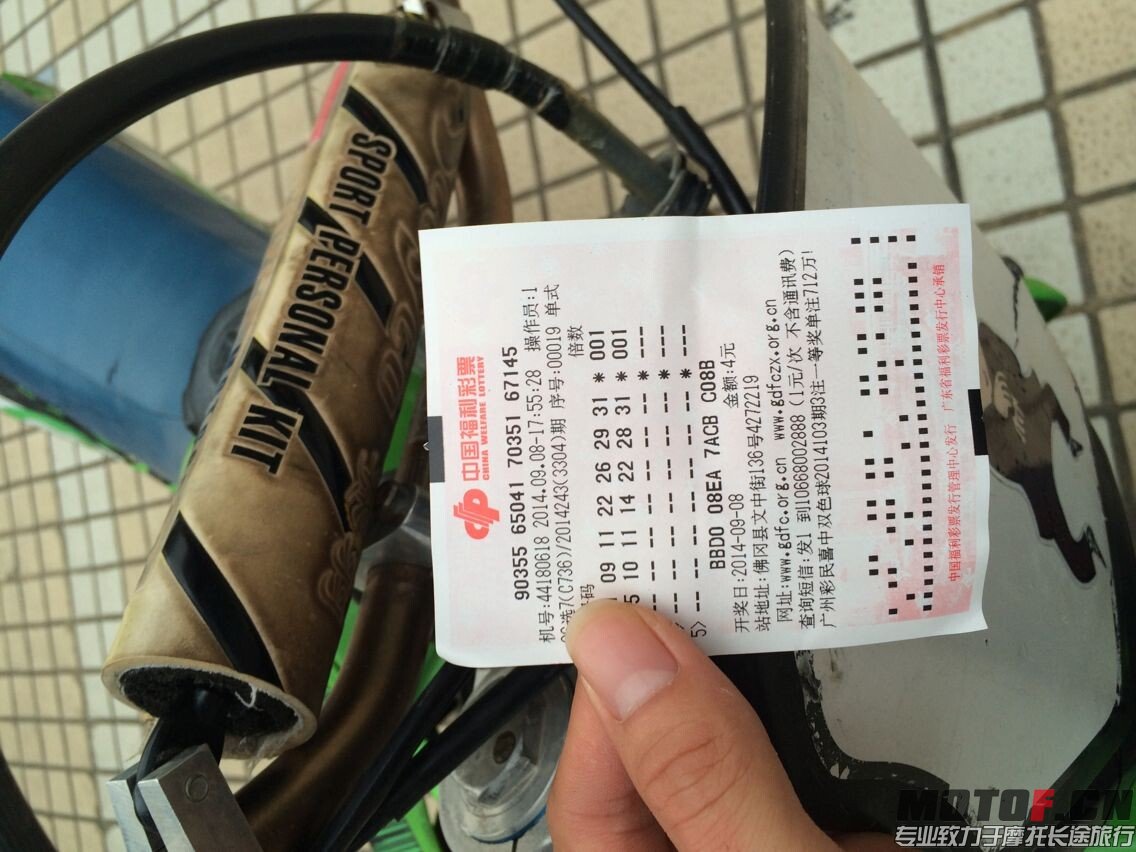 SPORT PERSONAL KIT
中国福利彩票
CHINA WELFARE LOTTERY
90355 65041 70351 67145
机号:44180618 2014.09.08-17:55:28 操作员:1
选7(C736)/2014243(3304)期 序号:00019 单式
码 倍数
09 11 22 26 29 31 * 001
5 10 11 14 22 28 31 * 001
-- -- -- -- -- -- * ---
-- -- -- -- -- -- * ---
5> -- -- -- -- -- -- * ---
BBD0 08EA 7ACB C08B
开奖日:2014-09-08 金额:4元
站地址:佛冈县文中街136号4272219
网址:www.gdfc.org.cn www.gdfczx.org.cn
查询短信:发1 到10668002888 (1元/次 不含通讯费)
广州彩民喜中双色球2014103期3注一等奖单注712万!
中国福利彩票发行管理中心发行 广东省福利彩票发行中心承销
MOTOF.CN
专业致力于摩托长途旅行